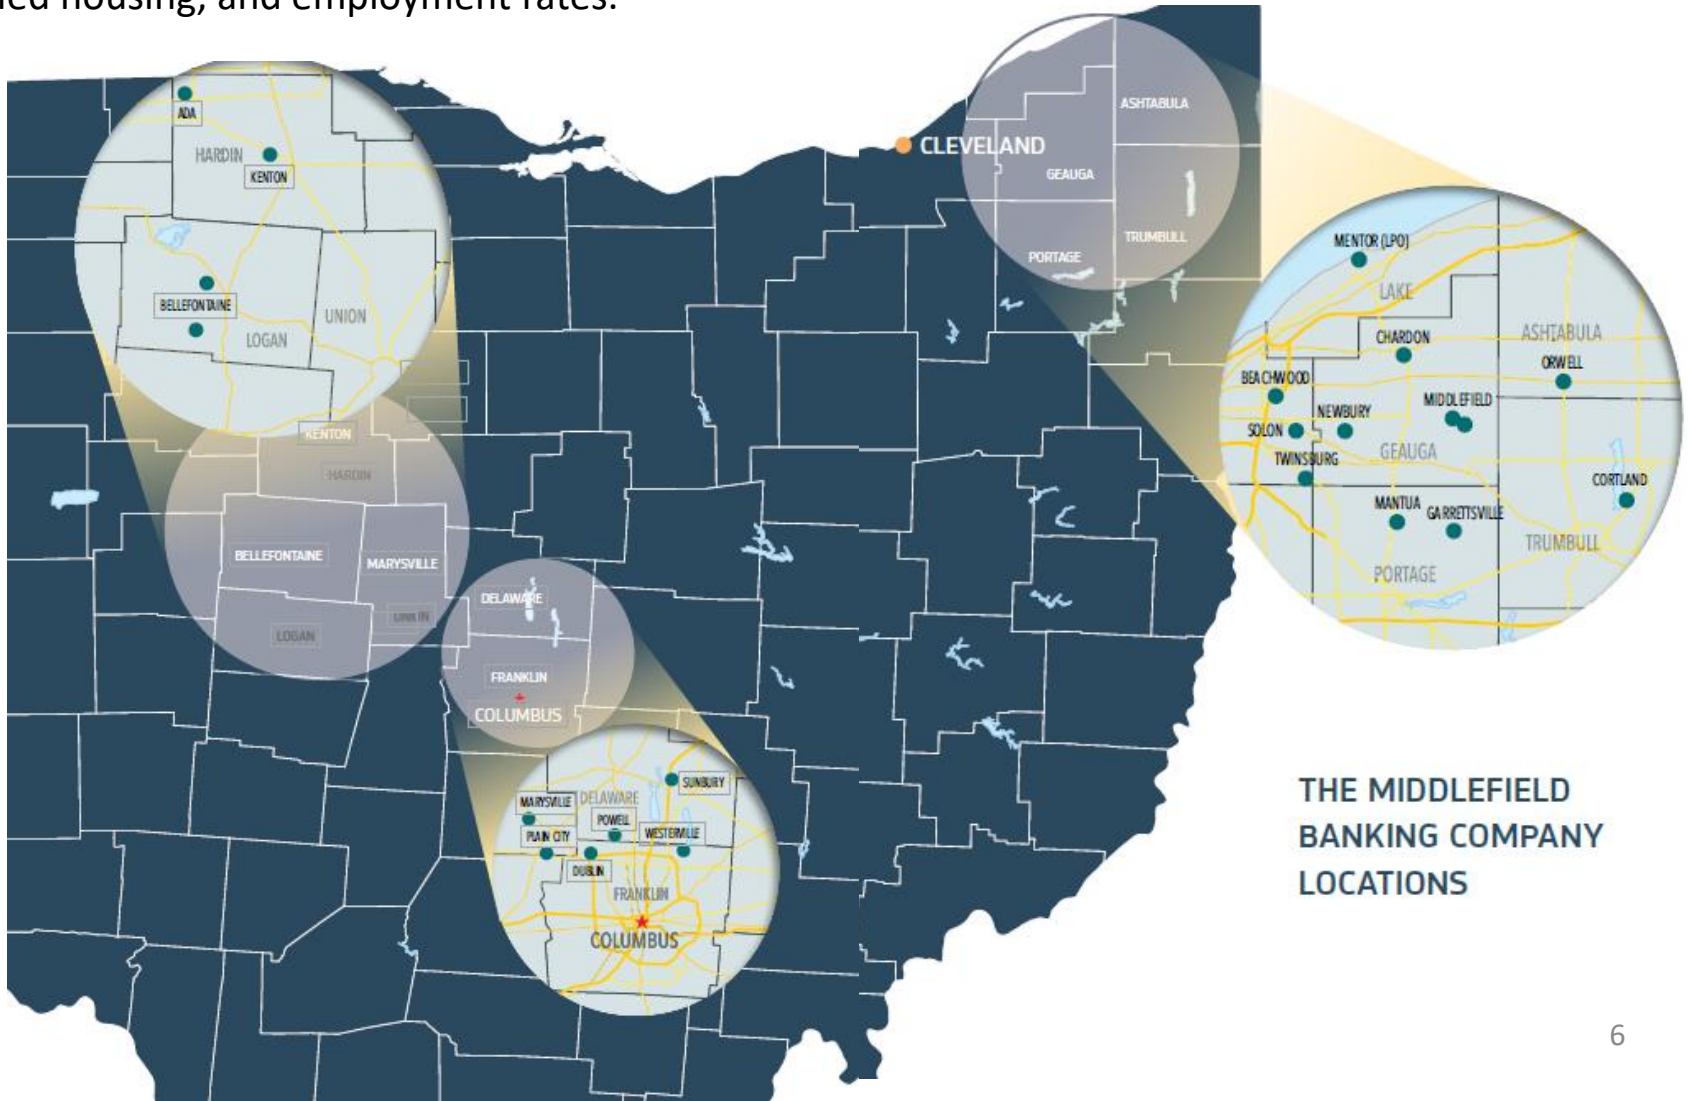 ed housing, and employment rates.
ADA
HARDIN
KENTON
BELLEFONTAINE
UNION
LOGAN
KENTON
HARDIN
BELLEFONTAINE
MARYSVILLE
LOGAN
DELAWARE
FRANKLIN
COLUMBUS
CLEVELAND
ASHTABULA
GEAUGA
TRUMBULL
PORTAGE
MENTOR (LPO)
LAKE
CHARDON
ASHTABULA
ORWELL
BEACHWOOD
NEWBURY
MIDDLEFIELD
SOLON
GEAUGA
TWINSBURG
CORTLAND
MANTUA
GARRETTSVILLE
TRUMBULL
PORTAGE
SUNBURY
MARYSVILLE
DELAWARE
POWELL
PLAIN CITY
WESTERVILLE
DUBLIN
FRANKLIN
COLUMBUS
THE MIDDLEFIELD
BANKING COMPANY
LOCATIONS
6